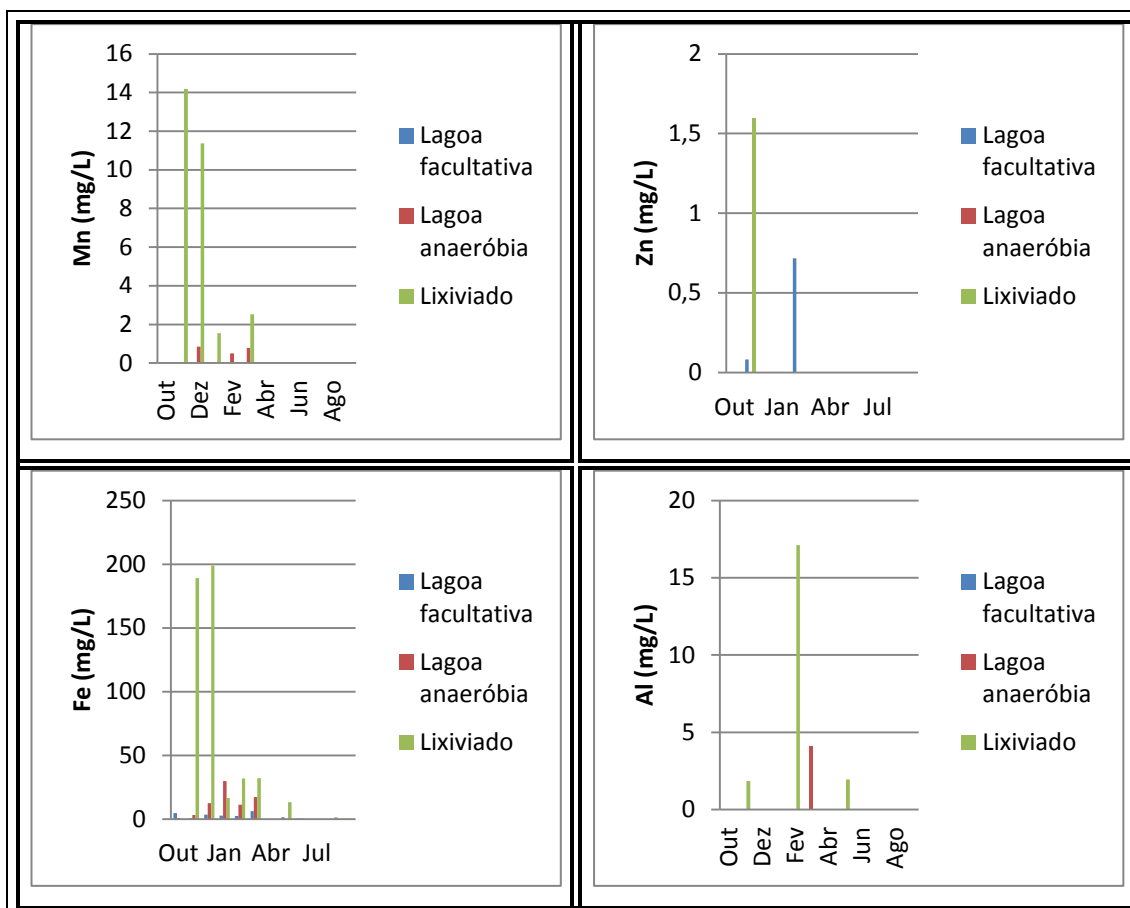 16
14
12
10
8
6
4
2
0
Mn (mg/L)
Out
Dez
Fev
Abr
Jun
Ago
Lagoa
facultativa
Lagoa
anaeróbia
Lixiviado
2
1,5
1
0,5
0
Zn (mg/L)
Out Jan Abr Jul
Lagoa
facultativa
Lagoa
anaeróbia
Lixiviado
250
200
150
100
50
0
Fe (mg/L)
Out Jan Abr Jul
Lagoa
facultativa
Lagoa
anaeróbia
Lixiviado
20
15
10
5
0
Al (mg/L)
Out
Dez
Fev
Abr
Jun
Ago
Lagoa
facultativa
Lagoa
anaeróbia
Lixiviado